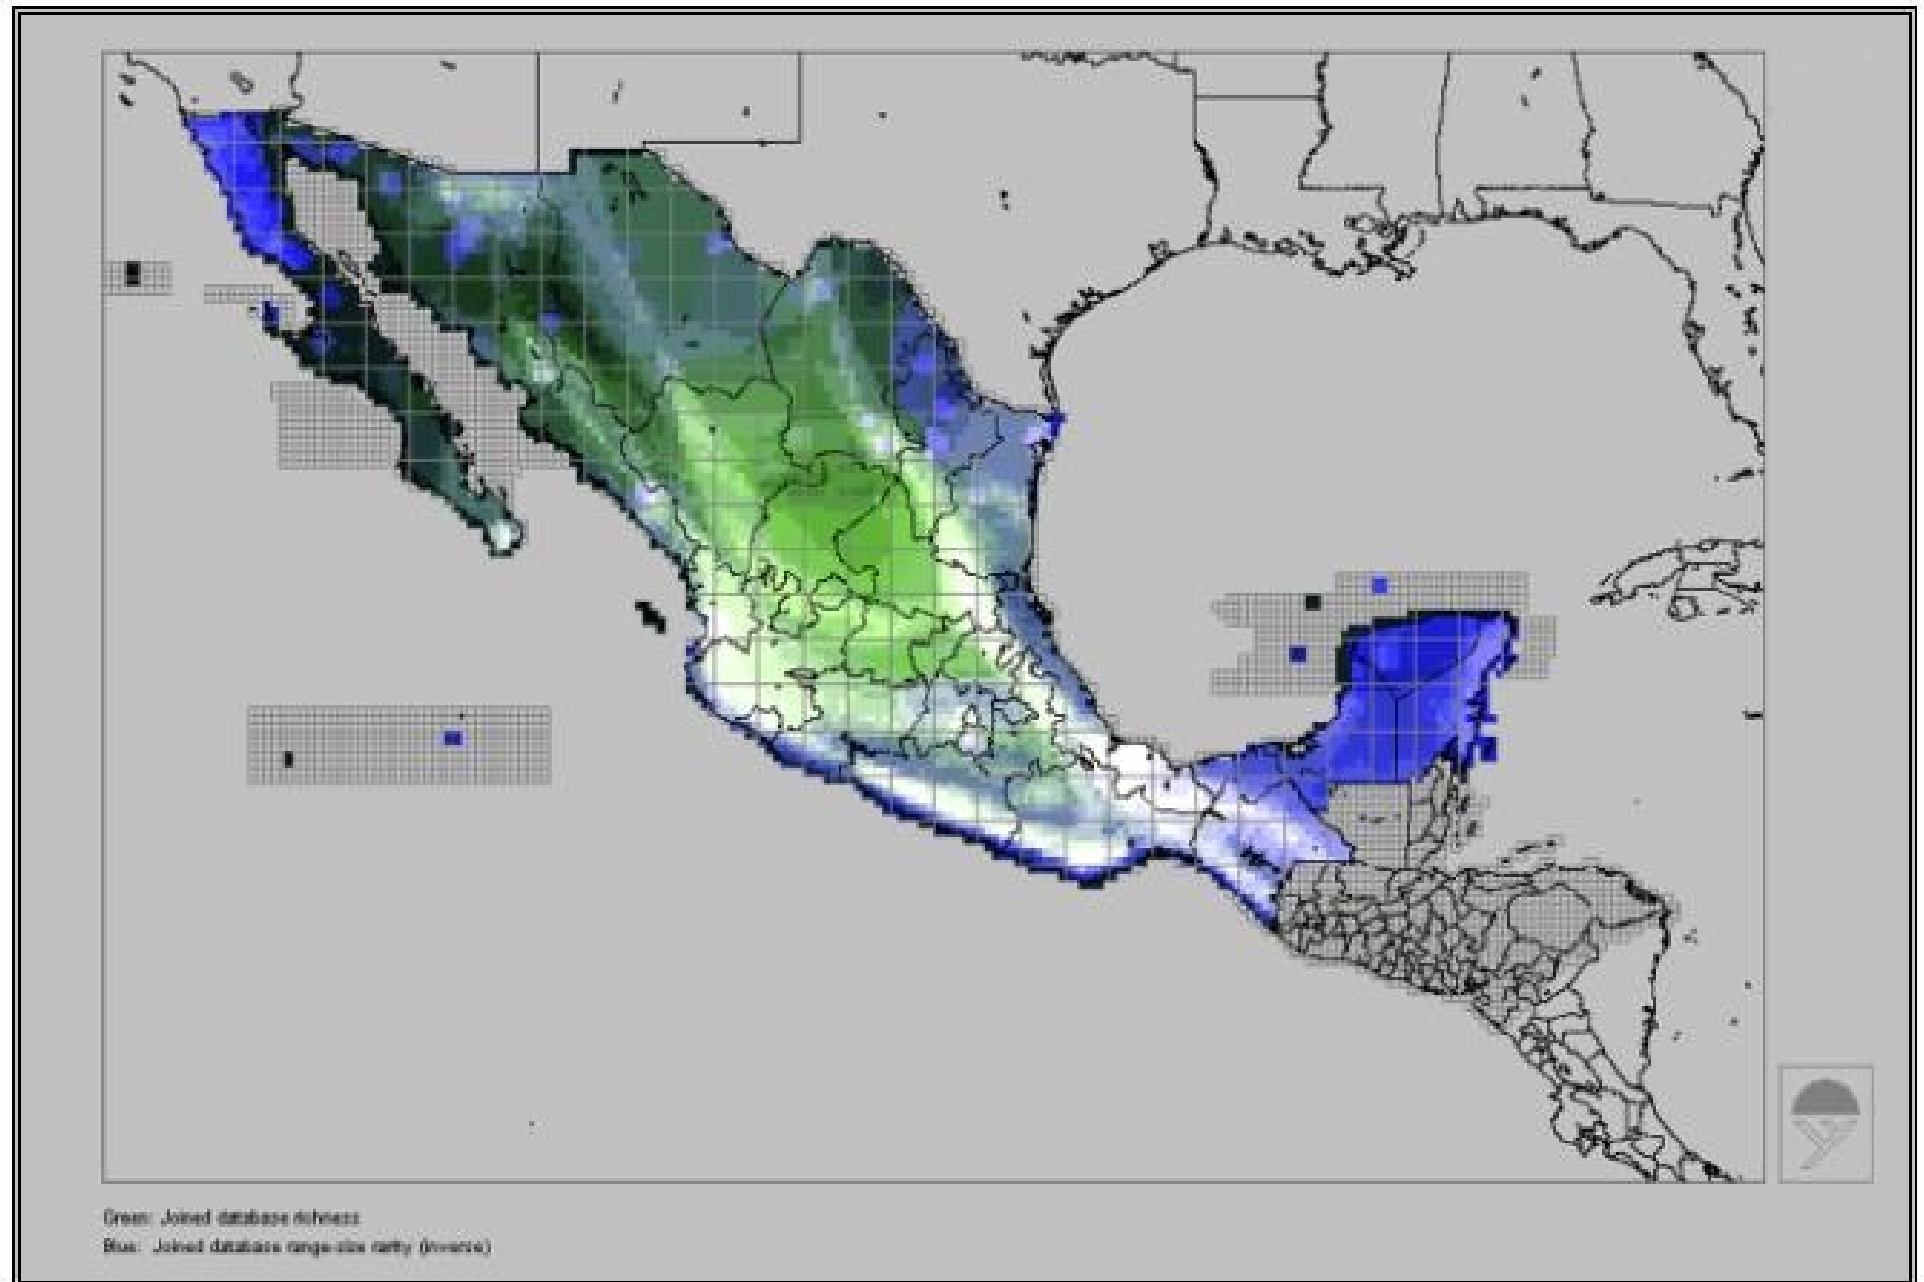 Green: Joined database richness
Blue: Joined database range-size rarity (inverse)